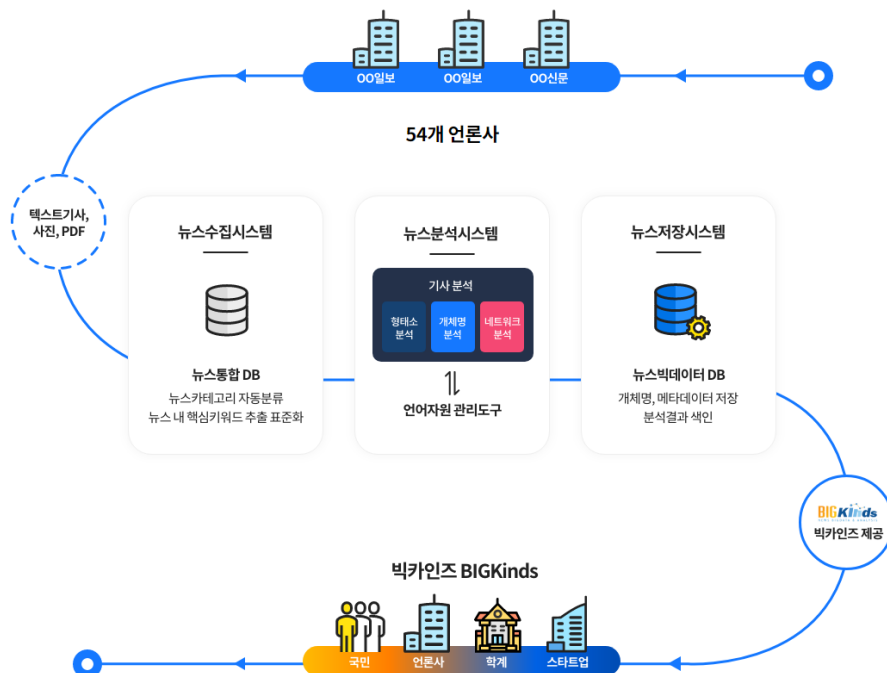 OO일보
OO일보
OO신문
54개 언론사
텍스트기사,
사진, PDF
뉴스수집시스템
뉴스통합 DB
뉴스카테고리 자동분류
뉴스 내 핵심키워드 추출 표준화
뉴스분석시스템
기사 분석
형태소
분석
개체명
분석
네트워크
분석
언어자원 관리도구
뉴스저장시스템
뉴스빅데이터 DB
개체명, 메타데이터 저장
분석결과 색인
BIGKinds
빅카인즈 제공
빅카인즈 BIGKinds
국민
언론사
학계
스타트업